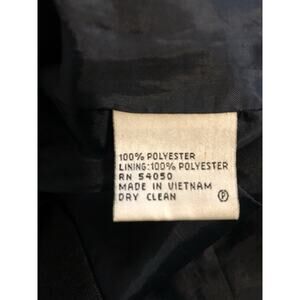 100% POLYESTER
LINING:100% POLYESTER
RN 54050
MADE IN VIETNAM
DRY CLEAN Ⓟ